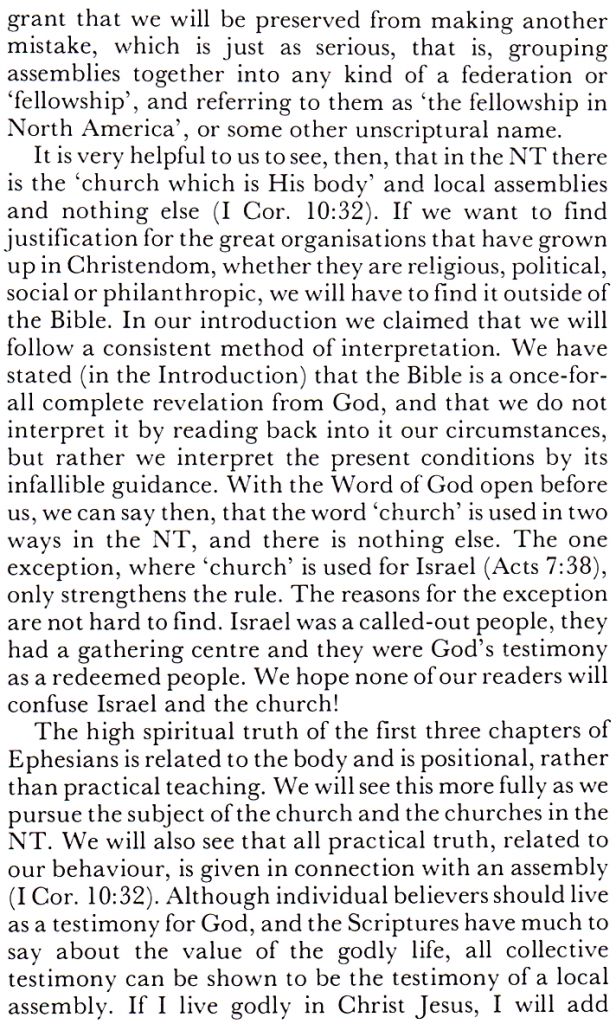 grant that we will be preserved from making another
mistake, which is just as serious, that is, grouping
assemblies together into any kind of a federation or
‘fellowship’, and referring to them as ‘the fellowship in
North America’, or some other unscriptural name.
It is very helpful to us to see, then, that in the NT there
is the ‘church which is His body’ and local assemblies
and nothing else (I Cor. 10:32). If we want to find
justification for the great organisations that have grown
up in Christendom, whether they are religious, political,
social or philanthropic, we will have to find it outside of
the Bible. In our introduction we claimed that we will
follow a consistent method of interpretation. We have
stated (in the Introduction) that the Bible is a once-for-
all complete revelation from God, and that we do not
interpret it by reading back into it our circumstances,
but rather we interpret the present conditions by its
infallible guidance. With the Word of God open before
us, we can say then, that the word ‘church’ is used in two
ways in the NT, and there is nothing else. The one
exception, where ‘church’ is used for Israel (Acts 7:38),
only strengthens the rule. The reasons for the exception
are not hard to find. Israel was a called-out people, they
had a gathering centre and they were God’s testimony
as a redeemed people. We hope none of our readers will
confuse Israel and the church!
The high spiritual truth of the first three chapters of
Ephesians is related to the body and is positional, rather
than practical teaching. We will see this more fully as we
pursue the subject of the church and the churches in the
NT. We will also see that all practical truth, related to
our behaviour, is given in connection with an assembly
(I Cor. 10:32). Although individual believers should live
as a testimony for God, and the Scriptures have much to
say about the value of the godly life, all collective
testimony can be shown to be the testimony of a local
assembly. If I live godly in Christ Jesus, I will add